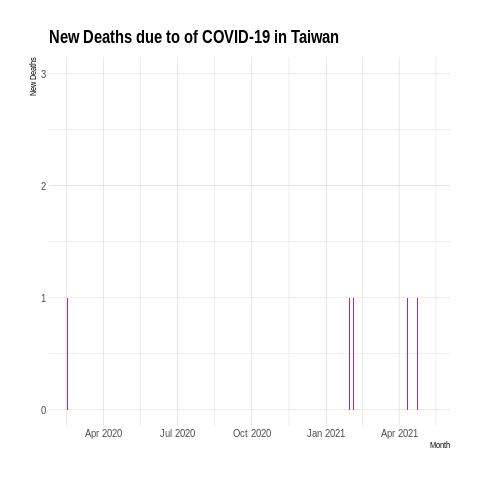 New Deaths due to of COVID-19 in Taiwan
New Deaths
3
2
1
0
Apr 2020 Jul 2020 Oct 2020 Jan 2021 Apr 2021
Month